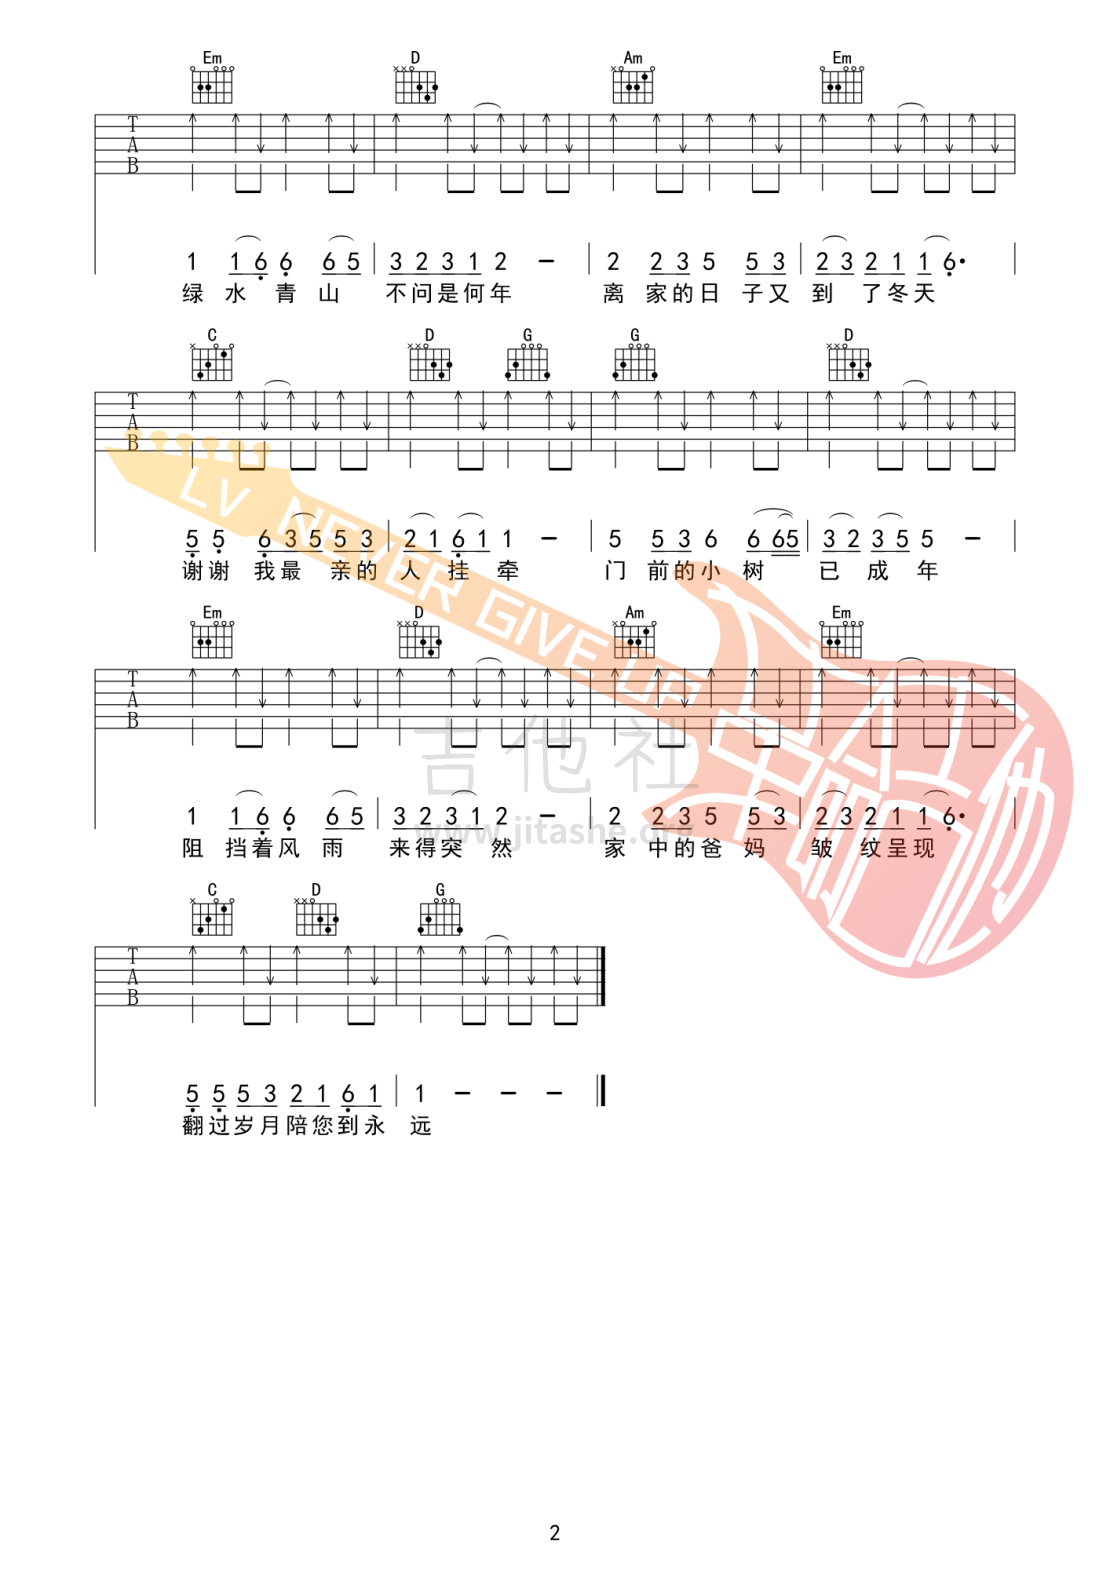 Em D Am Em
T
A
B
1 1 6 6 6 5 3 2 3 1 2 - 2 2 3 5 5 3 2 3 2 1 1 6·
绿 水 青 山 不问是何年 离 家的日 子又 到 了冬天
C D G G D
T
A
B
5 5 6 3 5 5 3 2 1 6 1 1 - 5 5 3 6 6 65 3 2 3 5 5 -
谢谢 我最 亲的 人 挂 牵 门 前的小 树 已 成 年
Em D Am Em
T
A
B
1 1 6 6 6 5 3 2 3 1 2 - 2 2 3 5 5 3 2 3 2 1 1 6·
阻 挡着风 雨 来得突 然 家 中的爸 妈 皱 纹呈现
C D G
T
A
B
5 5 5 3 2 1 6 1 1 - - -
翻过岁月陪您到永 远
LV NEVER GIVE UP
吉他社
www.jitashe.org
2